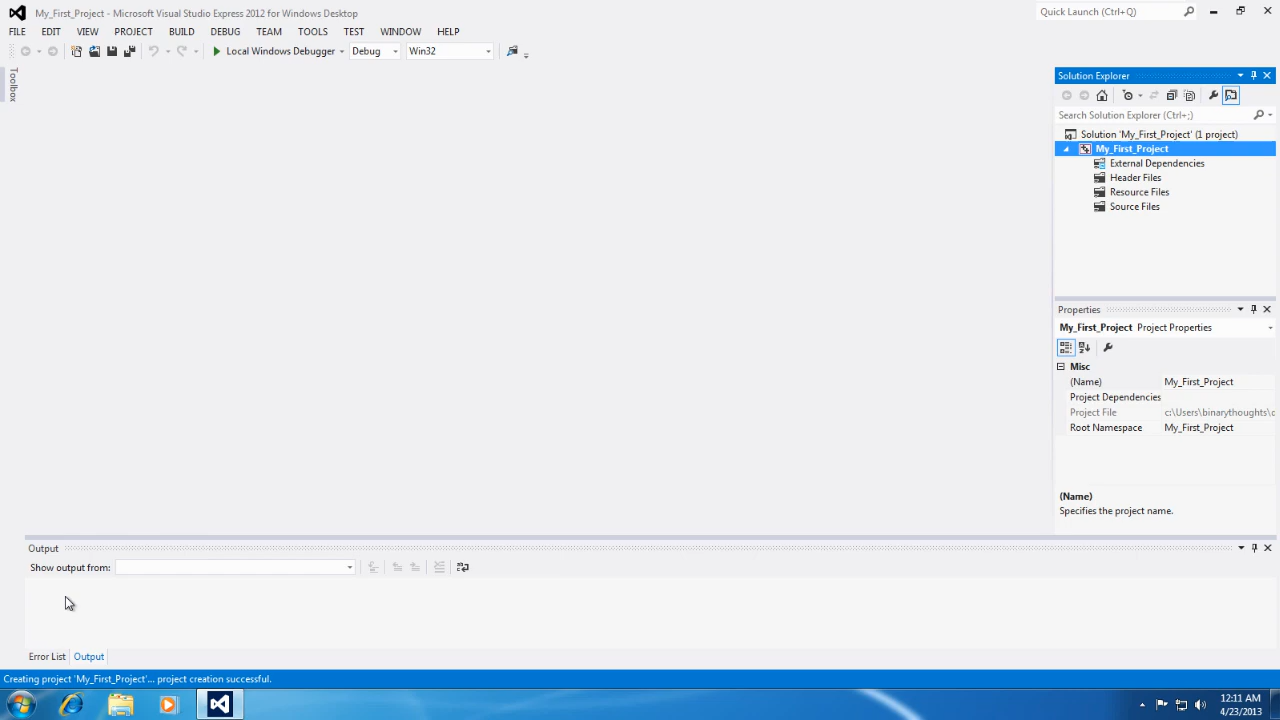 My_First_Project - Microsoft Visual Studio Express 2012 for Windows Desktop
Quick Launch (Ctrl+Q)
FILE EDIT VIEW PROJECT BUILD DEBUG TEAM TOOLS TEST WINDOW HELP
Local Windows Debugger Debug Win32
Toolbox
Solution Explorer
Search Solution Explorer (Ctrl+;)
Solution 'My_First_Project' (1 project)
My_First_Project
External Dependencies
Header Files
Resource Files
Source Files
Properties
My_First_Project Project Properties
Misc
(Name) My_First_Project
Project Dependencies
Project File c:\Users\binarythoughts\
Root Namespace My_First_Project
(Name)
Specifies the project name.
Output
Show output from:
Error List Output
Creating project 'My_First_Project'... project creation successful.
12:11 AM
4/23/2013